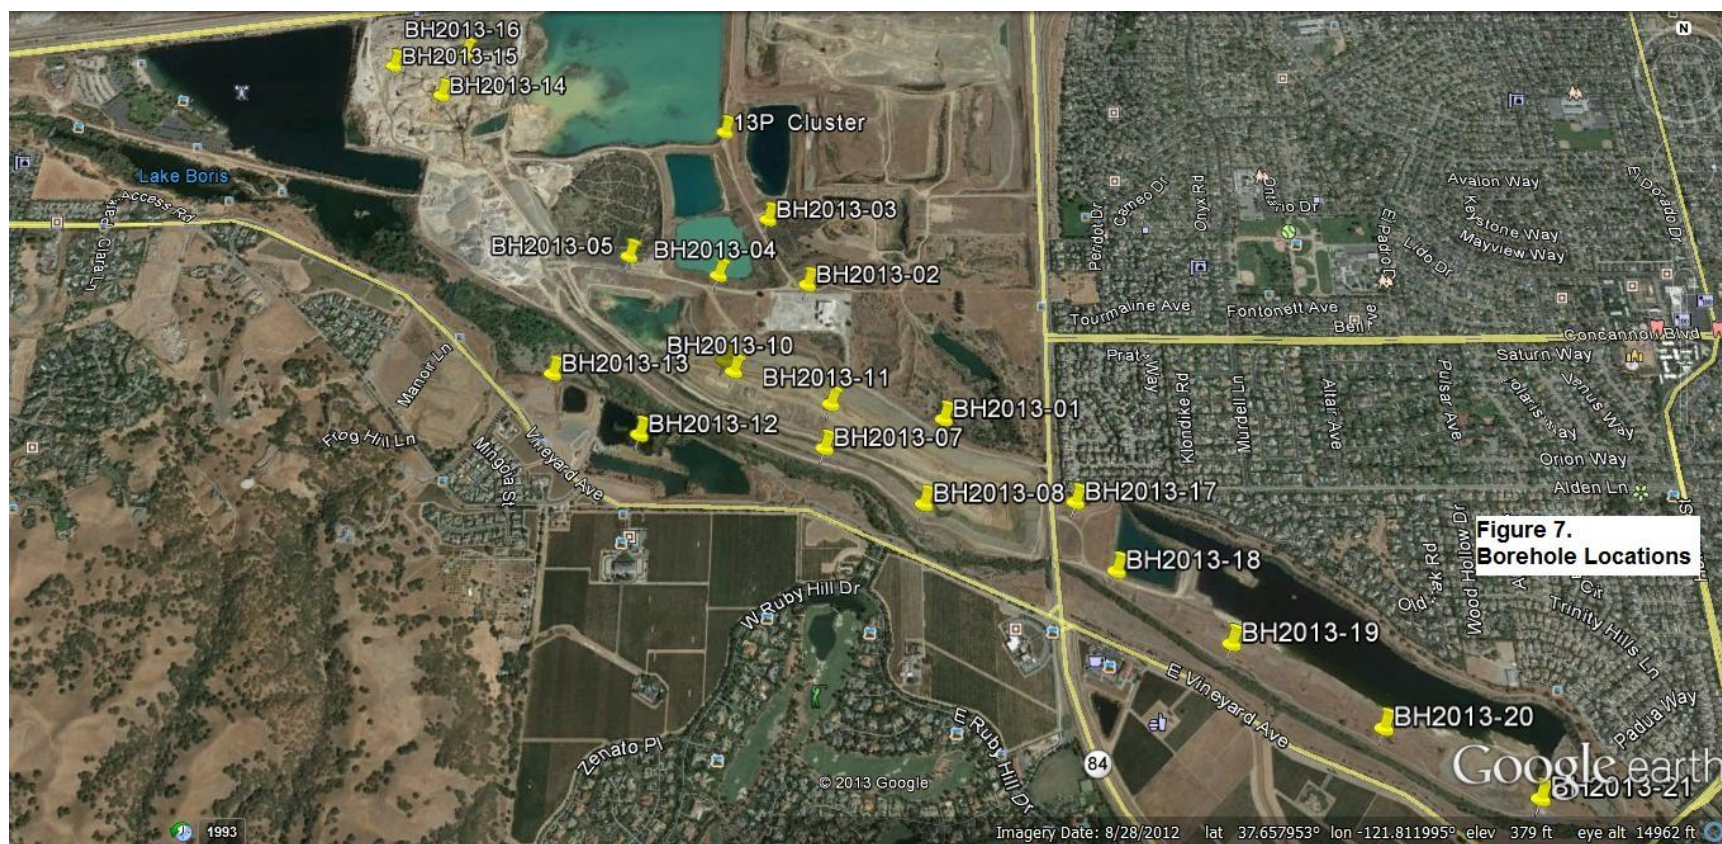 BH2013-16
BH2013-15
BH2013-14
N
13P Cluster
Lake Boris
Access Rd
Clara Ln
BH2013-03
BH2013-05
BH2013-04
BH2013-02
Avalon Way
Keystone Way
Mayview Way
El Dorado Dr
Cameo Dr
Peridot Dr
Onyx Rd
El Padro Dr
Lido Dr
Tourmaline Ave
Fontonett Ave
Concannon Blvd
BH2013-10
BH2013-13
BH2013-11
BH2013-01
BH2013-12
BH2013-07
Manoir Ln
Frog Hill Ln
Mingoia St
Vineyard Ave
Klondike Rd
Murdell Ln
Altair Ave
Pulsar Ave
Saturn Way
Venus Way
Orion Way
Alden Ln
BH2013-08
BH2013-17
Figure 7.
Borehole Locations
BH2013-18
W Ruby Hill Dr
Wood Hollow Dr
Trinity Hills Ln
BH2013-19
E Vineyard Ave
BH2013-20
Padua Way
Zenato Pl
E Ruby Hill Dr
84
Google earth
© 2013 Google
BH2013-21
1993
Imagery Date: 8/28/2012 lat 37.657953° lon -121.811995° elev 379 ft eye alt 14962 ft